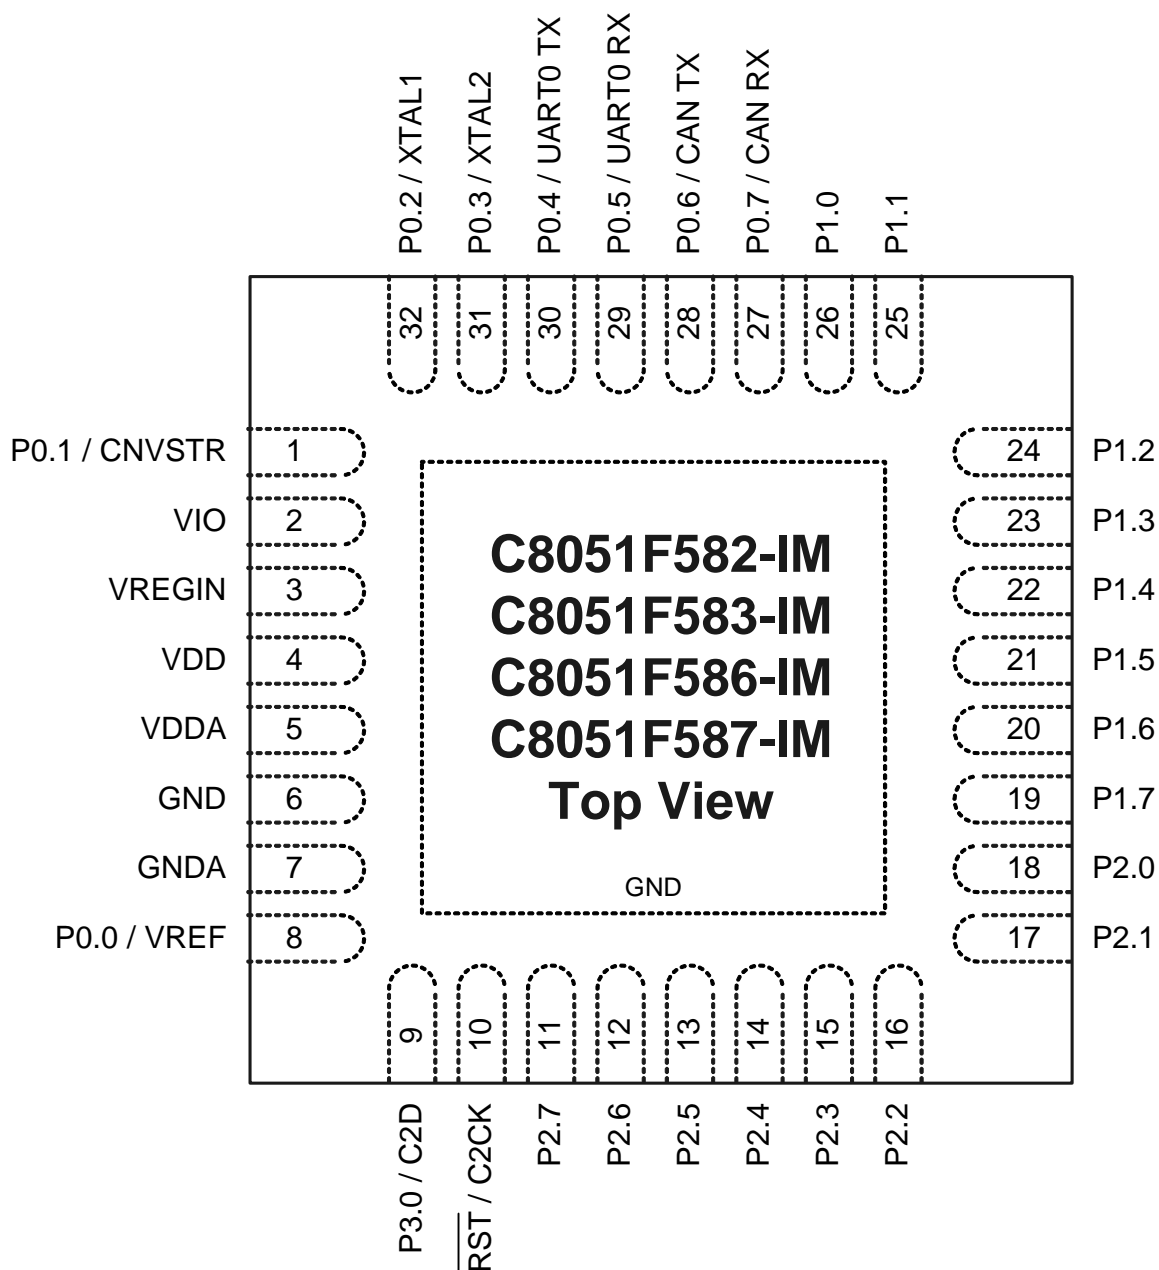 P0.2 / XTAL1
P0.3 / XTAL2
P0.4 / UART0 TX
P0.5 / UART0 RX
P0.6 / CAN TX
P0.7 / CAN RX
P1.0
P1.1
32
31
30
29
28
27
26
25
P0.1 / CNVSTR 1
VIO 2
VREGIN 3
VDD 4
VDDA 5
GND 6
GNDA 7
P0.0 / VREF 8
C8051F582-IM
C8051F583-IM
C8051F586-IM
C8051F587-IM
Top View
GND
24 P1.2
23 P1.3
22 P1.4
21 P1.5
20 P1.6
19 P1.7
18 P2.0
17 P2.1
9
10
11
12
13
14
15
16
P3.0 / C2D
RST / C2CK
P2.7
P2.6
P2.5
P2.4
P2.3
P2.2